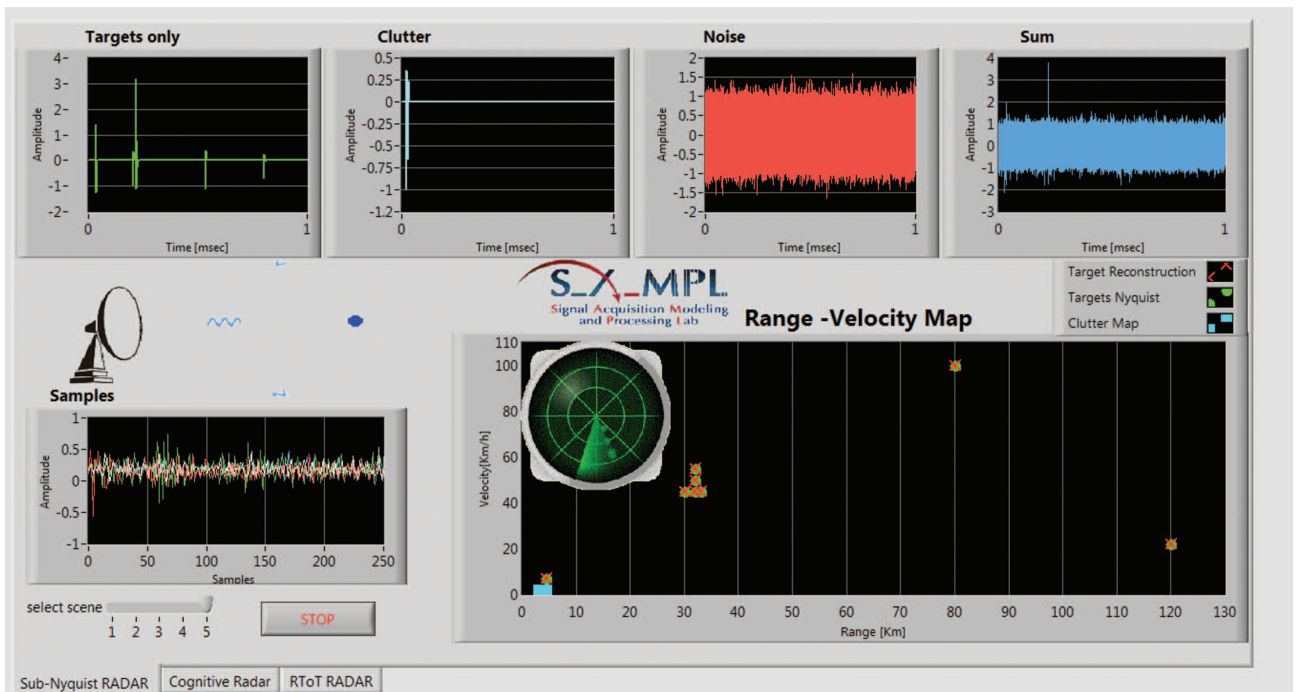 Targets only
4-
3-
2-
1-
0-
-1-
-2-
Amplitude
0
1
Time [msec]
Clutter
0.5-
0.25-
0-
-0.25-
-0.5-
-0.75-
-1-
-1.2-
Amplitude
0
1
Time [msec]
Noise
2-
1.5-
1-
0.5-
0-
-0.5-
-1-
-1.5-
-2-
Amplitude
0
1
Time [msec]
Sum
4
3
2
1
0
-1
-2
-3
Amplitude
0
1
Time [msec]
S_X_MPL
Signal Acquisition Modeling
and Processing Lab
Range -Velocity Map
Target Reconstruction
Targets Nyquist
Clutter Map
Samples
1-
0.5-
0-
-0.5-
-1-
Amplitude
0 50 100 150 200 250
Samples
110
100
80
60
40
20
0
Velocity[Km/h]
0 10 20 30 40 50 60 70 80 90 100 110 120 130
Range [Km]
select scene
1 2 3 4 5
STOP
Sub-Nyquist RADAR Cognitive Radar RToT RADAR